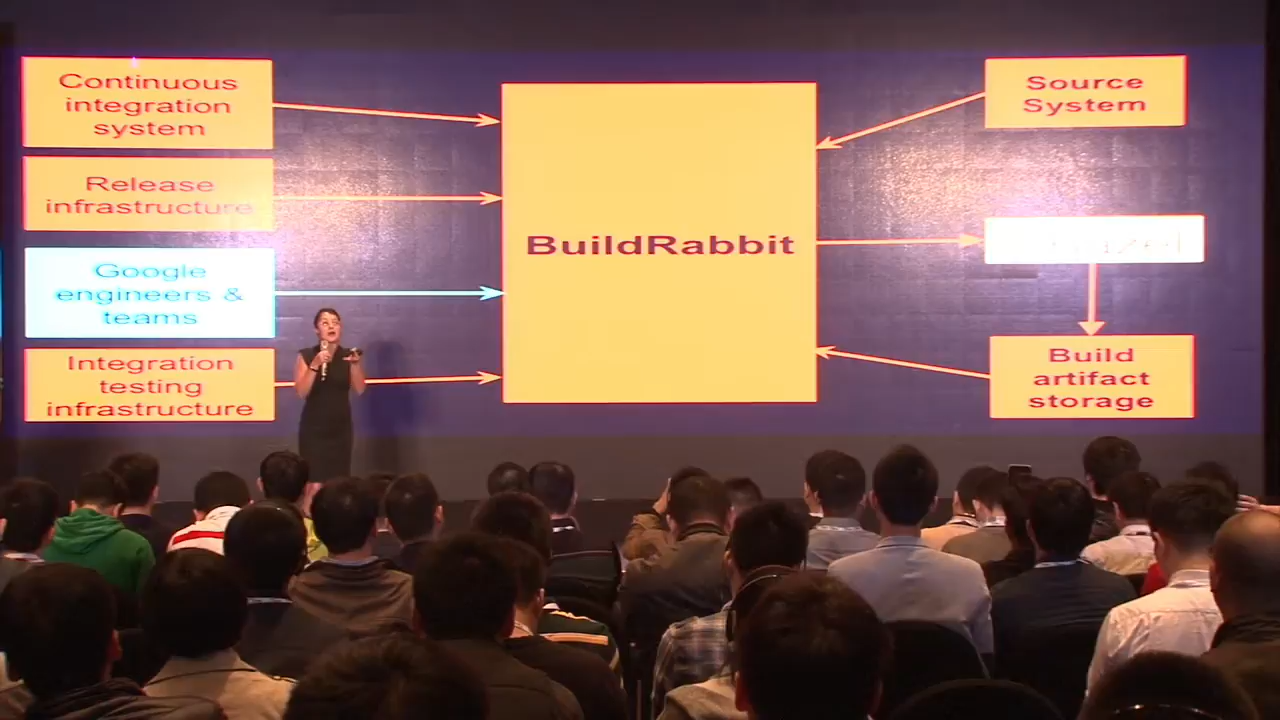 Continuous
integration
system
Release
infrastructure
Google
engineers &
teams
Integration
testing
infrastructure
BuildRabbit
Source
System
Build
artifact
storage